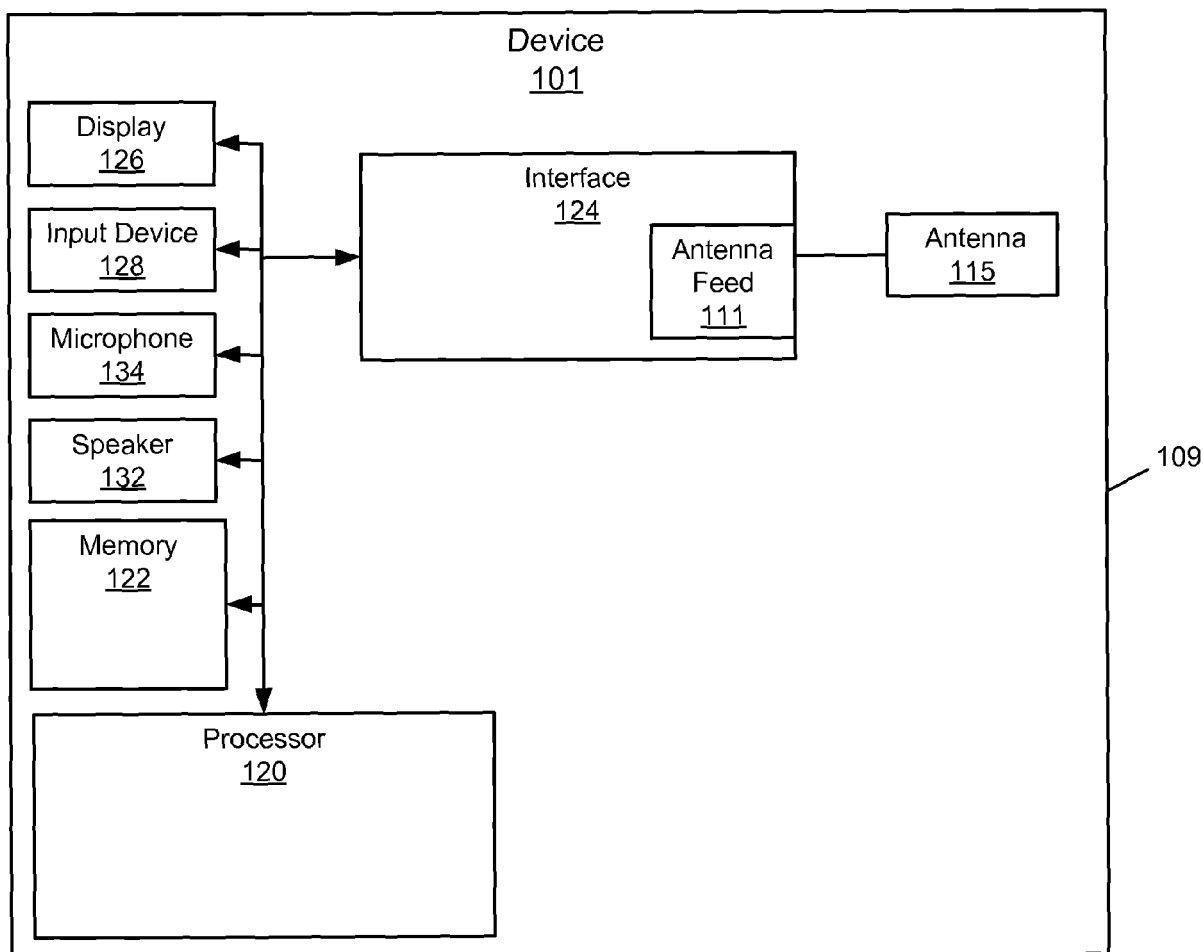 Device
101
Display
126
Input Device
128
Microphone
134
Speaker
132
Memory
122
Processor
120
Interface
124
Antenna
Feed
111
Antenna
115
109